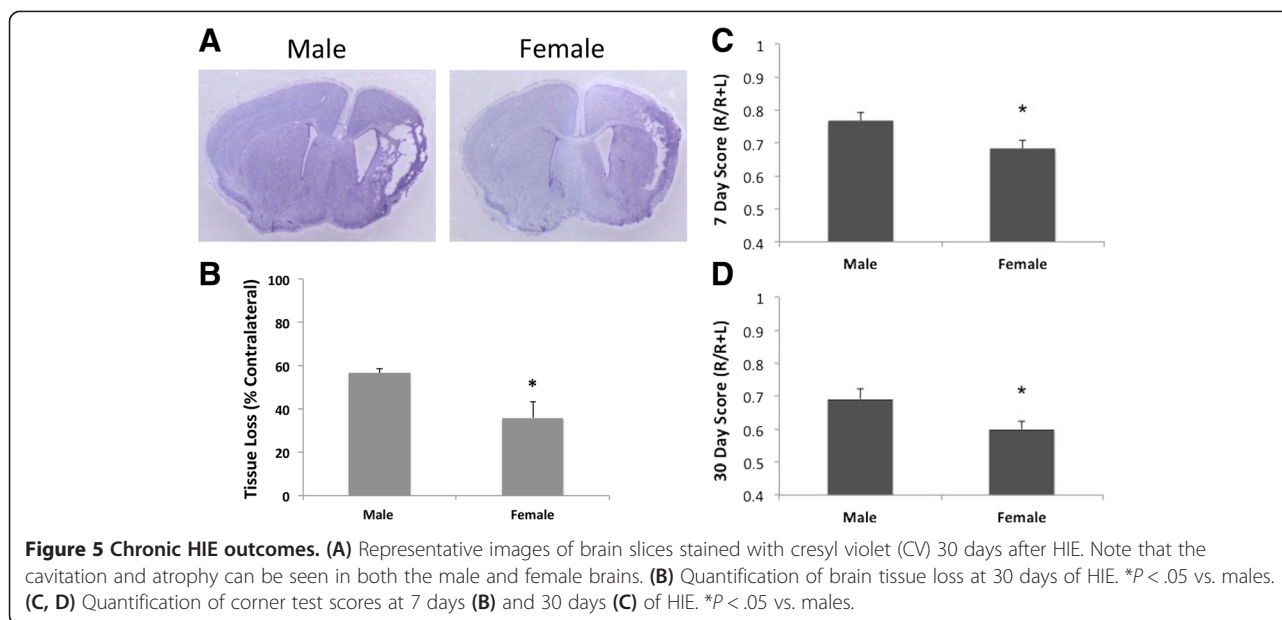 A
Male
Female
B
Tissue Loss (% Contralateral)
100
80
60
40
20
0
*
Male
Female
C
7 Day Score (R/R+L)
1
0.9
0.8
0.7
0.6
0.5
0.4
*
Male
Female
D
30 Day Score (R/R+L)
1
0.9
0.8
0.7
0.6
0.5
0.4
*
Male
Female
Figure 5 Chronic HIE outcomes. (A) Representative images of brain slices stained with cresyl violet (CV) 30 days after HIE. Note that the
cavitation and atrophy can be seen in both the male and female brains. (B) Quantification of brain tissue loss at 30 days of HIE. *P < .05 vs. males.
(C, D) Quantification of corner test scores at 7 days (B) and 30 days (C) of HIE. *P < .05 vs. males.